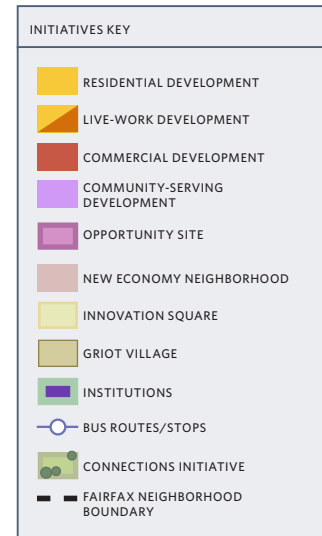 INITIATIVES KEY
RESIDENTIAL DEVELOPMENT
LIVE-WORK DEVELOPMENT
COMMERCIAL DEVELOPMENT
COMMUNITY-SERVING
DEVELOPMENT
OPPORTUNITY SITE
NEW ECONOMY NEIGHBORHOOD
INNOVATION SQUARE
GRIOT VILLAGE
INSTITUTIONS
BUS ROUTES/STOPS
CONNECTIONS INITIATIVE
FAIRFAX NEIGHBORHOOD
BOUNDARY